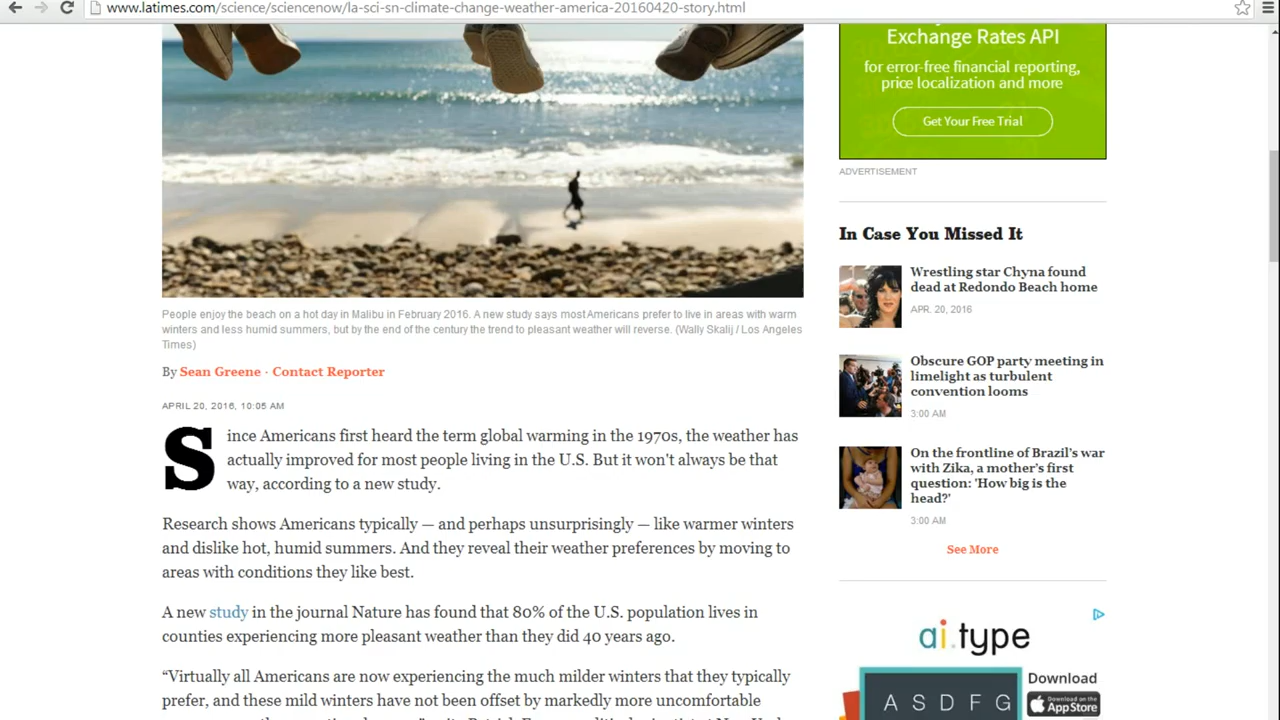 www.latimes.com/science/sciencenow/la-sci-sn-climate-change-weather-america-20160420-story.html
Exchange Rates API
for error-free financial reporting,
price localization and more
Get Your Free Trial
ADVERTISEMENT
People enjoy the beach on a hot day in Malibu in February 2016. A new study says most Americans prefer to live in areas with warm
winters and less humid summers, but by the end of the century the trend to pleasant weather will reverse. (Wally Skalij / Los Angeles
Times)
By Sean Greene · Contact Reporter
APRIL 20, 2016, 10:05 AM
Since Americans first heard the term global warming in the 1970s, the weather has
actually improved for most people living in the U.S. But it won't always be that
way, according to a new study.
Research shows Americans typically — and perhaps unsurprisingly — like warmer winters
and dislike hot, humid summers. And they reveal their weather preferences by moving to
areas with conditions they like best.
A new study in the journal Nature has found that 80% of the U.S. population lives in
counties experiencing more pleasant weather than they did 40 years ago.
“Virtually all Americans are now experiencing the much milder winters that they typically
prefer, and these mild winters have not been offset by markedly more uncomfortable
In Case You Missed It
Wrestling star Chyna found
dead at Redondo Beach home
APR. 20, 2016
Obscure GOP party meeting in
limelight as turbulent
convention looms
3:00 AM
On the frontline of Brazil's war
with Zika, a mother's first
question: 'How big is the
head?'
3:00 AM
See More
ai.type
Download
A S D F G
Download on the
App Store